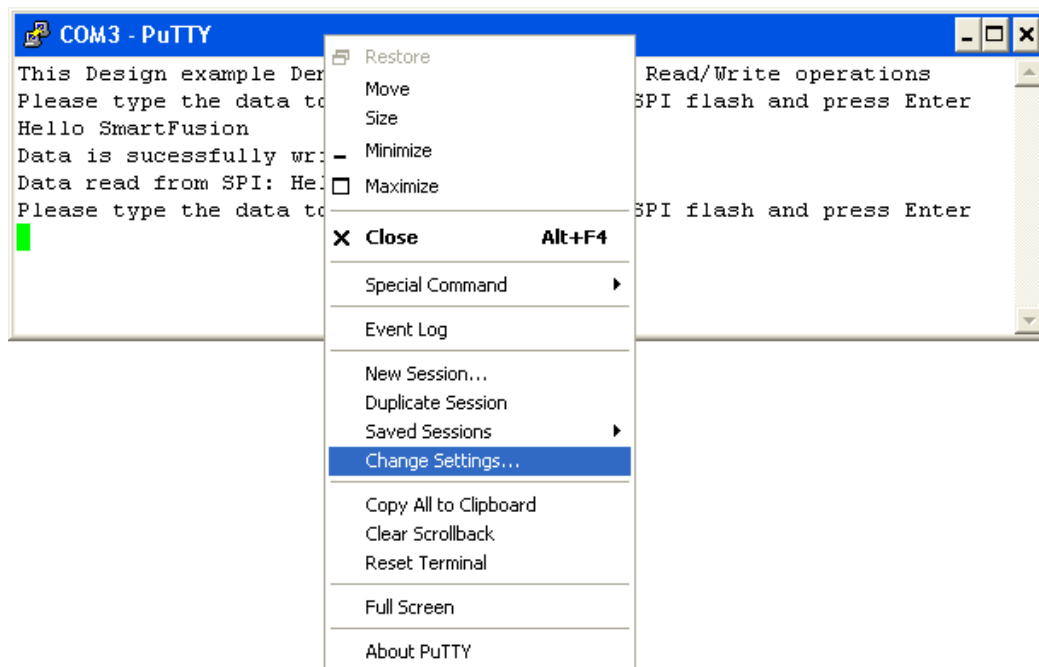 COM3 - PuTTY
This Design example Der Read/Write operations
Please type the data to SPI flash and press Enter
Hello SmartFusion
Data is sucessfully wri
Data read from SPI: Hel
Please type the data to SPI flash and press Enter
Restore
Move
Size
Minimize
Maximize
Close Alt+F4
Special Command
Event Log
New Session...
Duplicate Session
Saved Sessions
Change Settings...
Copy All to Clipboard
Clear Scrollback
Reset Terminal
Full Screen
About PuTTY